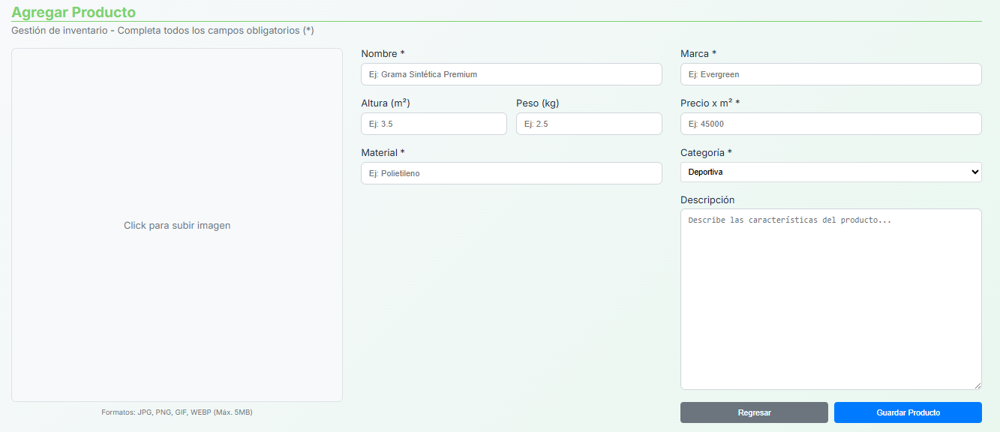 Agregar Producto
Gestión de inventario - Completa todos los campos obligatorios (*)
Click para subir imagen
Formatos: JPG, PNG, GIF, WEBP (Máx. 5MB)
Nombre *
Ej: Grama Sintética Premium
Altura (m²)
Peso (kg)
Ej: 3.5
Ej: 2.5
Material *
Ej: Polietileno
Marca *
Ej: Evergreen
Precio x m² *
Ej: 45000
Categoría *
Deportiva
Descripción
Describe las características del producto...
Regresar
Guardar Producto